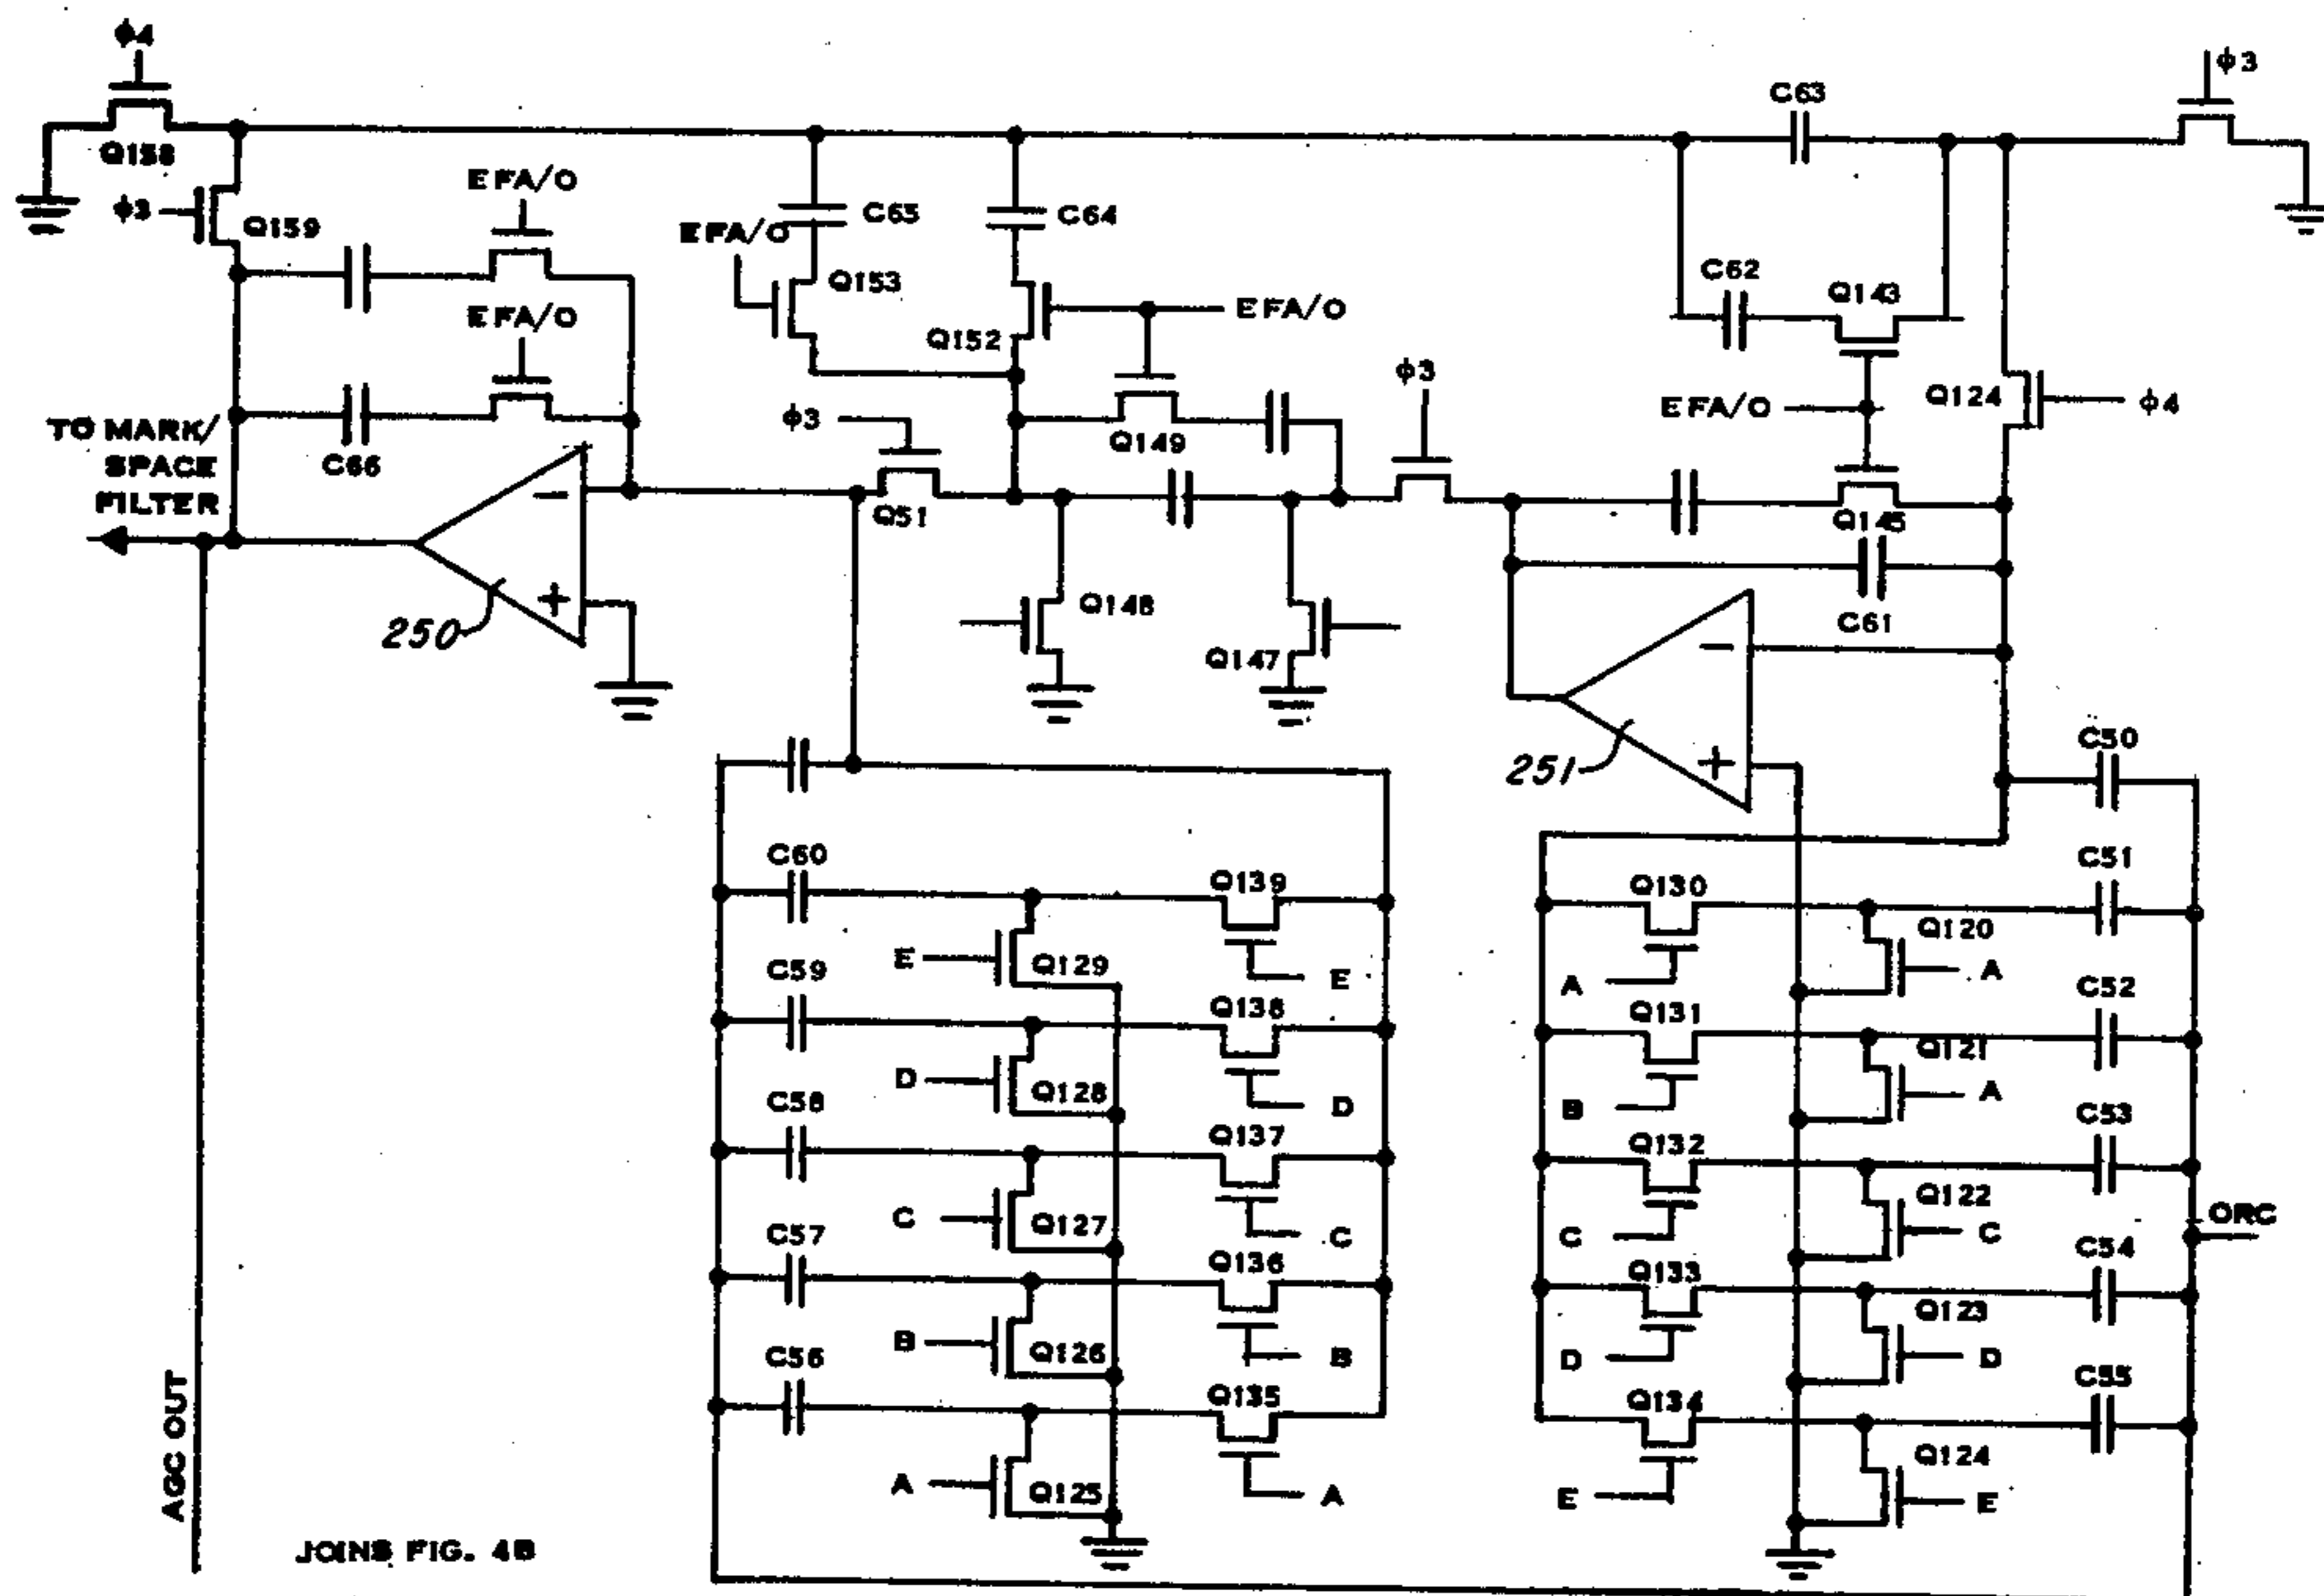 ϕ4
ϕ3
C63
Q158
EFA/O
ϕ3
Q159
C65
C64
EFA/O
Q153
C62
Q143
EFA/O
EFA/O
Q152
ϕ3
Q124
ϕ4
EFA/O
TO MARK/
SPACE
FILTER
ϕ3
Q149
C66
Q51
Q145
−
250
+
Q148
Q147
C61
−
251
+
C50
C60
Q139
C51
Q130
Q120
E
Q129
E
A
A
C59
Q138
C52
Q131
Q121
D
Q128
D
B
A
C58
Q137
C53
Q132
Q122
C
Q127
C
C
C
ORC
C57
Q136
C54
Q133
Q123
B
Q126
B
D
D
C56
Q135
C55
Q134
Q124
A
Q125
A
E
E
AGC OUT
JOINS FIG. 4B